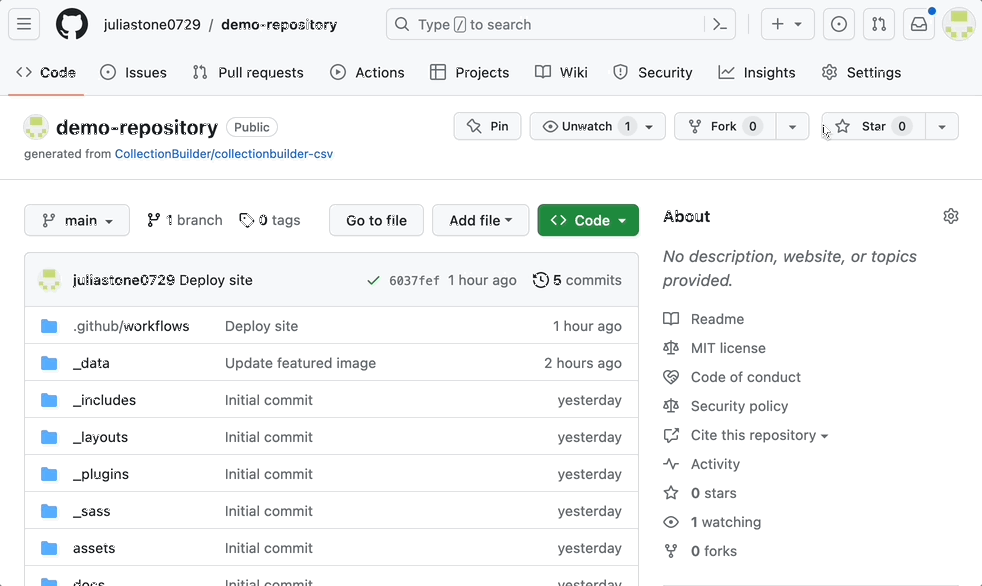 juliastone0729 / demo-repository Type / to search
Code Issues Pull requests Actions Projects Wiki Security Insights Settings
demo-repository Public Pin Unwatch 1 Fork 0 Star 0
generated from CollectionBuilder/collectionbuilder-csv
main 1 branch 0 tags Go to file Add file Code About
No description, website, or topics
provided.
juliastone0729 Deploy site 6037fef 1 hour ago 5 commits
.github/workflows Deploy site 1 hour ago
_data Update featured image 2 hours ago
_includes Initial commit yesterday
_layouts Initial commit yesterday
_plugins Initial commit yesterday
_sass Initial commit yesterday
assets Initial commit yesterday
docs Initial commit yesterday
Readme
MIT license
Code of conduct
Security policy
Cite this repository
Activity
0 stars
1 watching
0 forks